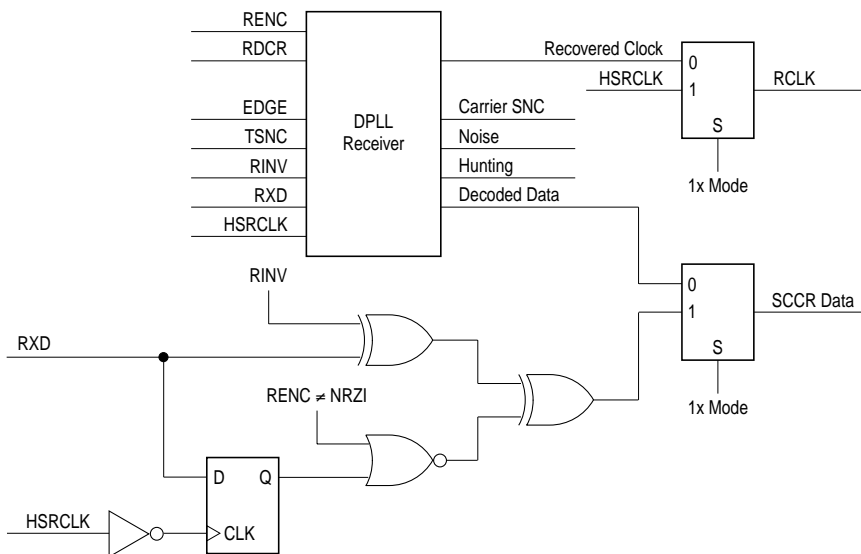 RENC
RDCR
EDGE
TSNC
RINV
RXD
HSRCLK
DPLL
Receiver
Recovered Clock
HSRCLK
Carrier SNC
Noise
Hunting
Decoded Data
0
1
S
RCLK
1x Mode
RINV
RXD
RENC ≠ NRZI
0
1
S
SCCR Data
1x Mode
D
Q
CLK
HSRCLK